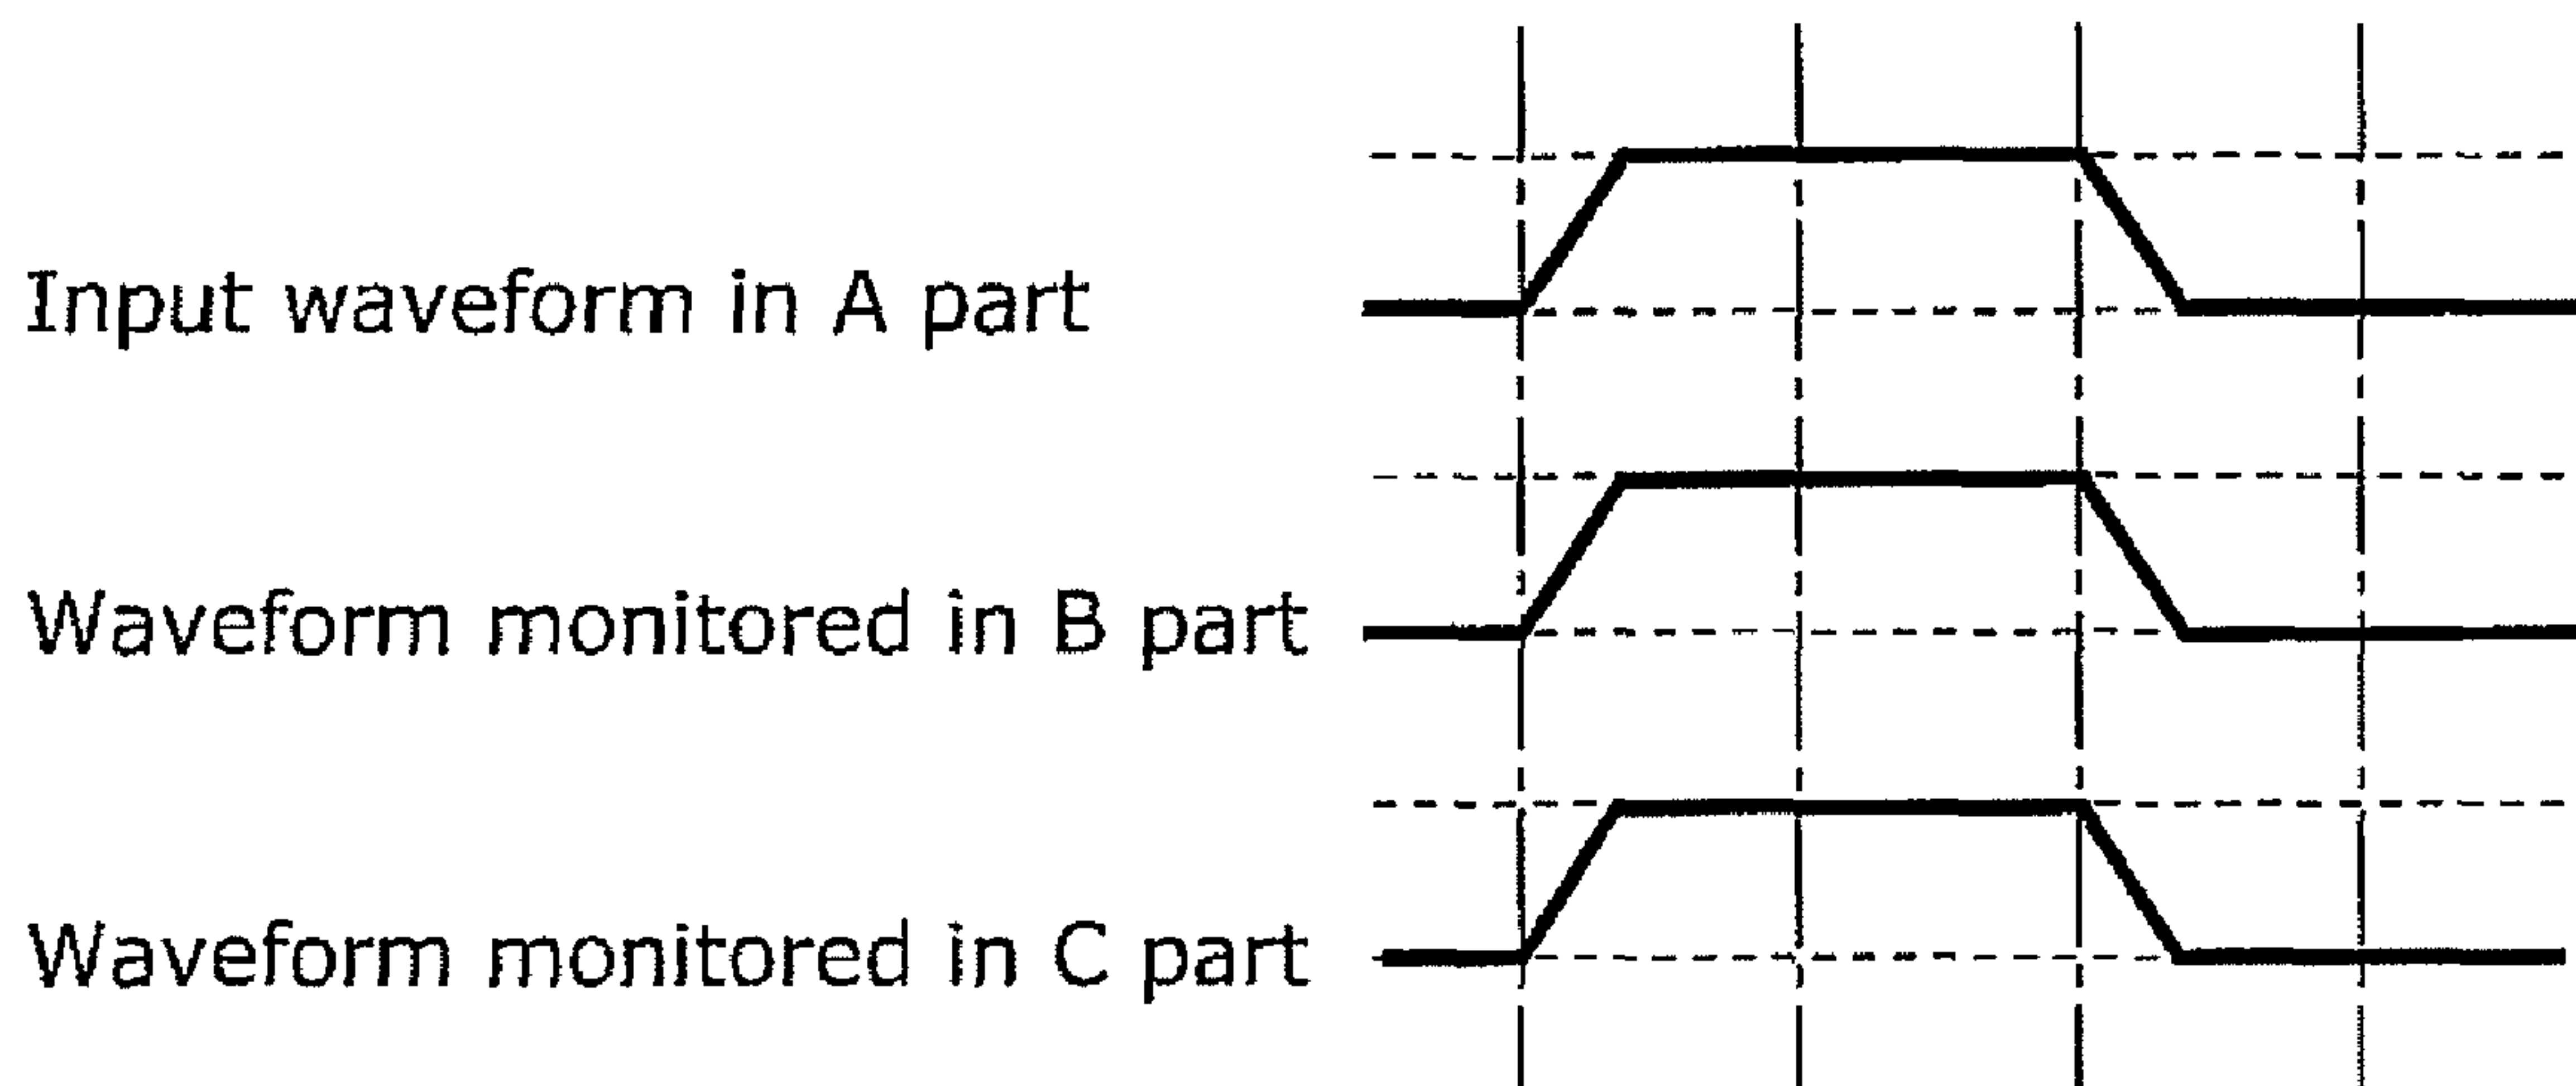 Input waveform in A part
Waveform monitored in B part
Waveform monitored in C part